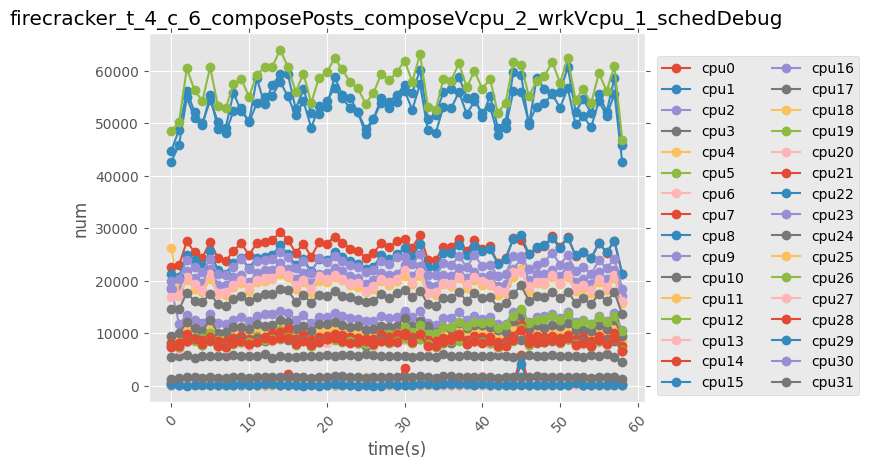 firecracker_t_4_c_6_composePosts_composeVcpu_2_wrkVcpu_1_schedDebug
60000
50000
40000
30000
20000
10000
0
num
0 10 20 30 40 50 60
time(s)
cpu0 cpu16
cpu1 cpu17
cpu2 cpu18
cpu3 cpu19
cpu4 cpu20
cpu5 cpu21
cpu6 cpu22
cpu7 cpu23
cpu8 cpu24
cpu9 cpu25
cpu10 cpu26
cpu11 cpu27
cpu12 cpu28
cpu13 cpu29
cpu14 cpu30
cpu15 cpu31